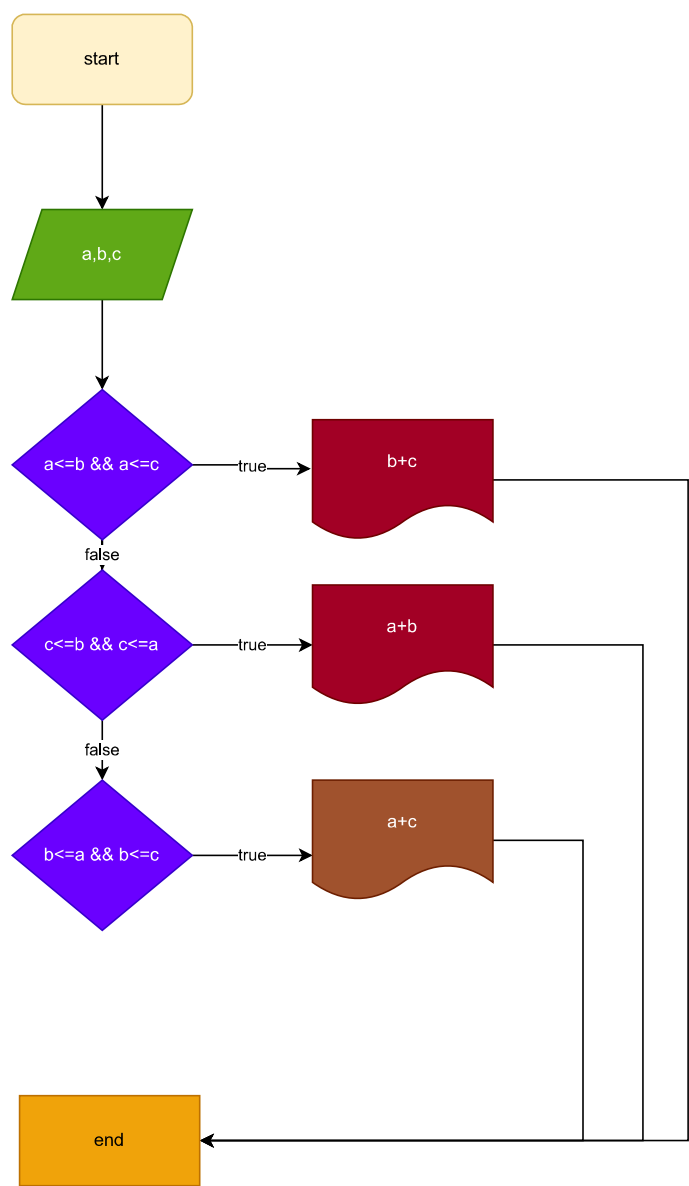 start
a,b,c
a<=b && a<=c
true
b+c
false
c<=b && c<=a
true
a+b
false
b<=a && b<=c
true
a+c
end